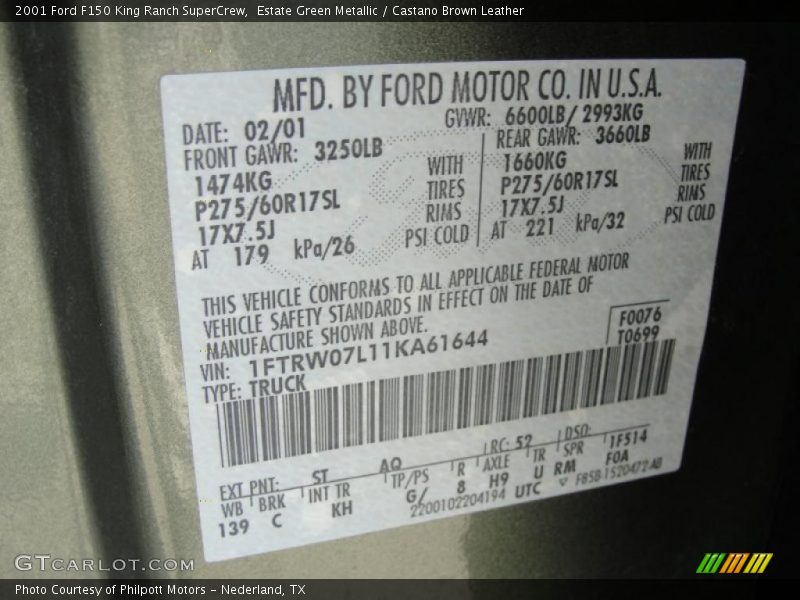 2001 Ford F150 King Ranch SuperCrew,  Estate Green Metallic / Castano Brown Leather
MFD. BY FORD MOTOR CO. IN U.S.A.
DATE: 02/01
GVWR: 6600LB/ 2993KG
FRONT GAWR: 3250LB
REAR GAWR: 3660LB
1474KG
WITH
1660KG
WITH
P275/60R17SL
TIRES
P275/60R17SL
TIRES
17X7.5J
RIMS
17X7.5J
RIMS
AT 179 kPa/26
PSI COLD
AT 221 kPa/32
PSI COLD
THIS VEHICLE CONFORMS TO ALL APPLICABLE FEDERAL MOTOR
VEHICLE SAFETY STANDARDS IN EFFECT ON THE DATE OF
MANUFACTURE SHOWN ABOVE.
VIN: 1FTRW07L11KA61644
F0076
T0699
TYPE: TRUCK
EXT PNT: ST AQ RC: 52 DSO:
WB BRK INT TR TP/PS R AXLE TR SPR 1F514
139 C KH G/ 8 H9 U RM F0A
2200102204194 UTC F85B-1520472-AB
GTCARLOT.COM
Photo Courtesy of Philpott Motors – Nederland, TX